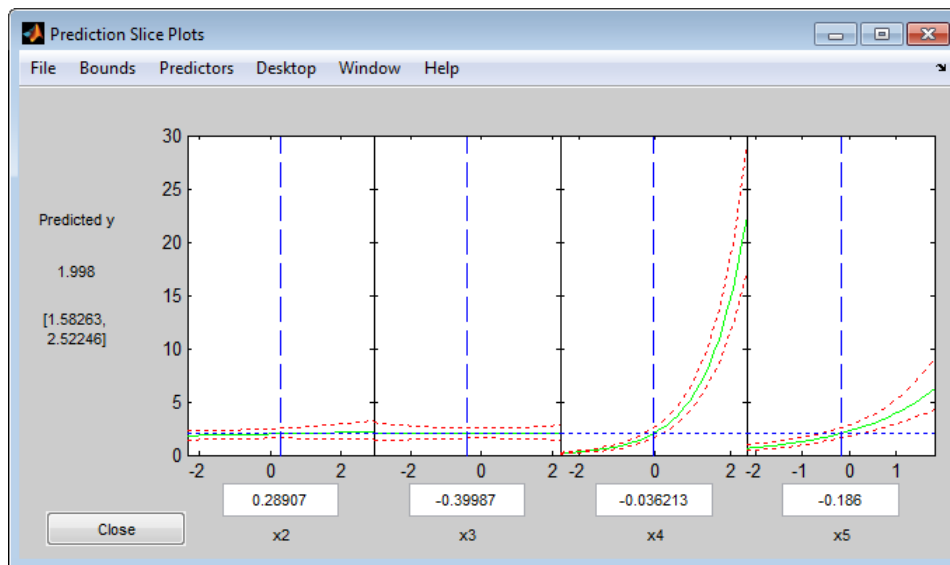 Prediction Slice Plots
File Bounds Predictors Desktop Window Help
Predicted y
1.998
[1.58263,
2.52246]
30
25
20
15
10
5
0
-2 0 2 -2 0 2 -2 0 2 -2 -1 0 1
0.28907 -0.39987 -0.036213 -0.186
Close x2 x3 x4 x5